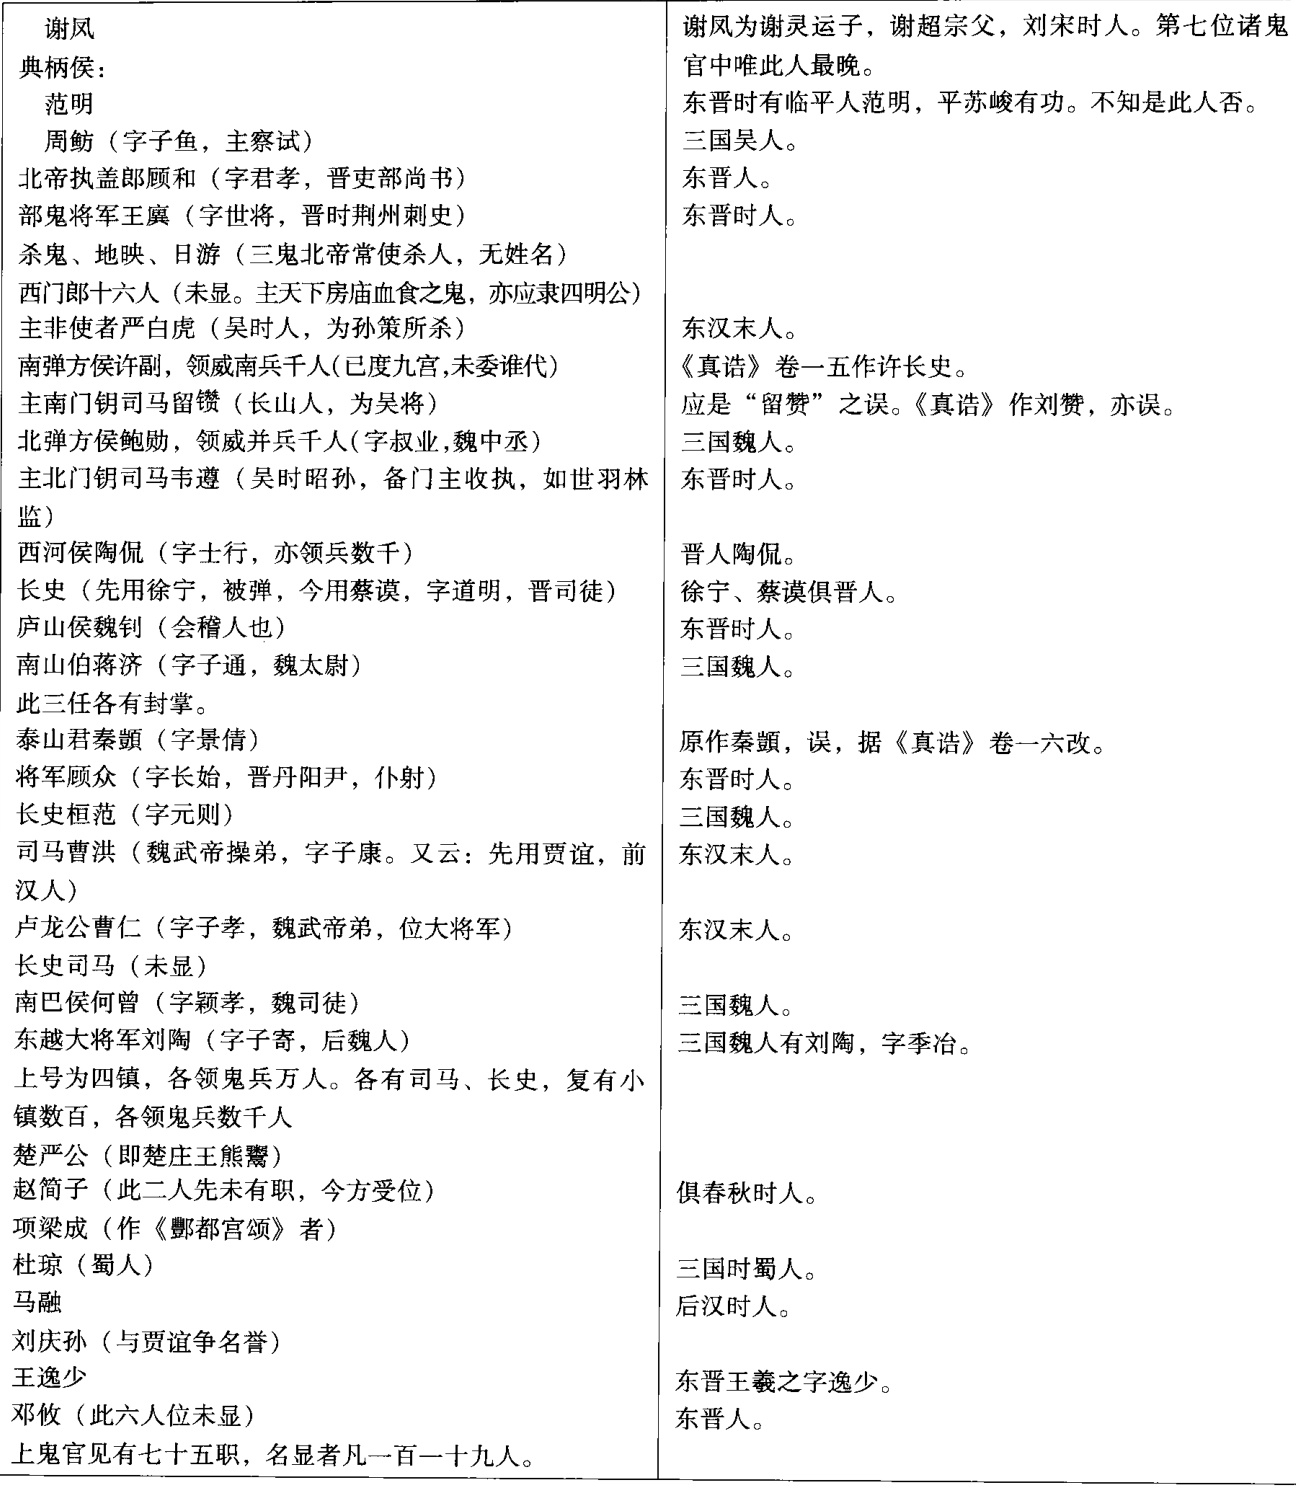 谢凤
谢凤为谢灵运子，谢超宗父，刘宋时人。第七位诸鬼
典柄侯：
官中唯此人最晚。
范明
东晋时有临平人范明，平苏峻有功。不知是此人否。
周鲂（字子鱼，主察试）
三国吴人。
北帝执盖郎顾和（字君孝，晋吏部尚书）
东晋人。
部鬼将军王廙（字世将，晋时荆州刺史）
东晋时人。
杀鬼、地映、日游（三鬼北帝常使杀人，无姓名）
西门郎十六人（未显。主天下房庙血食之鬼，亦应隶四明公）
主非使者严白虎（吴时人，为孙策所杀）
东汉末人。
南弹方侯许副，领威南兵千人(已度九宫,未委谁代）
《真诰》卷一五作许长史。
主南门钥司马留镨（长山人，为吴将）
应是“留赞”之误。《真诰》作刘赞，亦误。
北弹方侯鲍勋，领威并兵千人(字叔业,魏中丞）
三国魏人。
主北门钥司马韦遵（吴时昭孙，备门主收执，如世羽林
东晋时人。
监）
西河侯陶侃（字士行，亦领兵数千）
晋人陶侃。
长史（先用徐宁，被弹，今用蔡谟，字道明，晋司徒）
徐宁、蔡谟俱晋人。
庐山侯魏钊（会稽人也）
东晋时人。
南山伯蒋济（字子通，魏太尉）
三国魏人。
此三任各有封掌。
泰山君秦顗（字景倩）
原作秦顗，误，据《真诰》卷一六改。
将军顾众（字长始，晋丹阳尹，仆射）
东晋时人。
长史桓范（字元则）
三国魏人。
司马曹洪（魏武帝操弟，字子康。又云：先用贾谊，前
东汉末人。
汉人）
卢龙公曹仁（字子孝，魏武帝弟，位大将军）
东汉末人。
长史司马（未显）
南巴侯何曾（字颖孝，魏司徒）
三国魏人。
东越大将军刘陶（字子寄，后魏人）
三国魏人有刘陶，字季冶。
上号为四镇，各领鬼兵万人。各有司马、长史，复有小
镇数百，各领鬼兵数千人
楚严公（即楚庄王熊鬻）
赵简子（此二人先未有职，今方受位）
俱春秋时人。
项梁成（作《酆都宫颂》者）
杜琼（蜀人）
三国时蜀人。
马融
后汉时人。
刘庆孙（与贾谊争名誉）
王逸少
东晋王羲之字逸少。
邓攸（此六人位未显）
东晋人。
上鬼官见有七十五职，名显者凡一百一十九人。